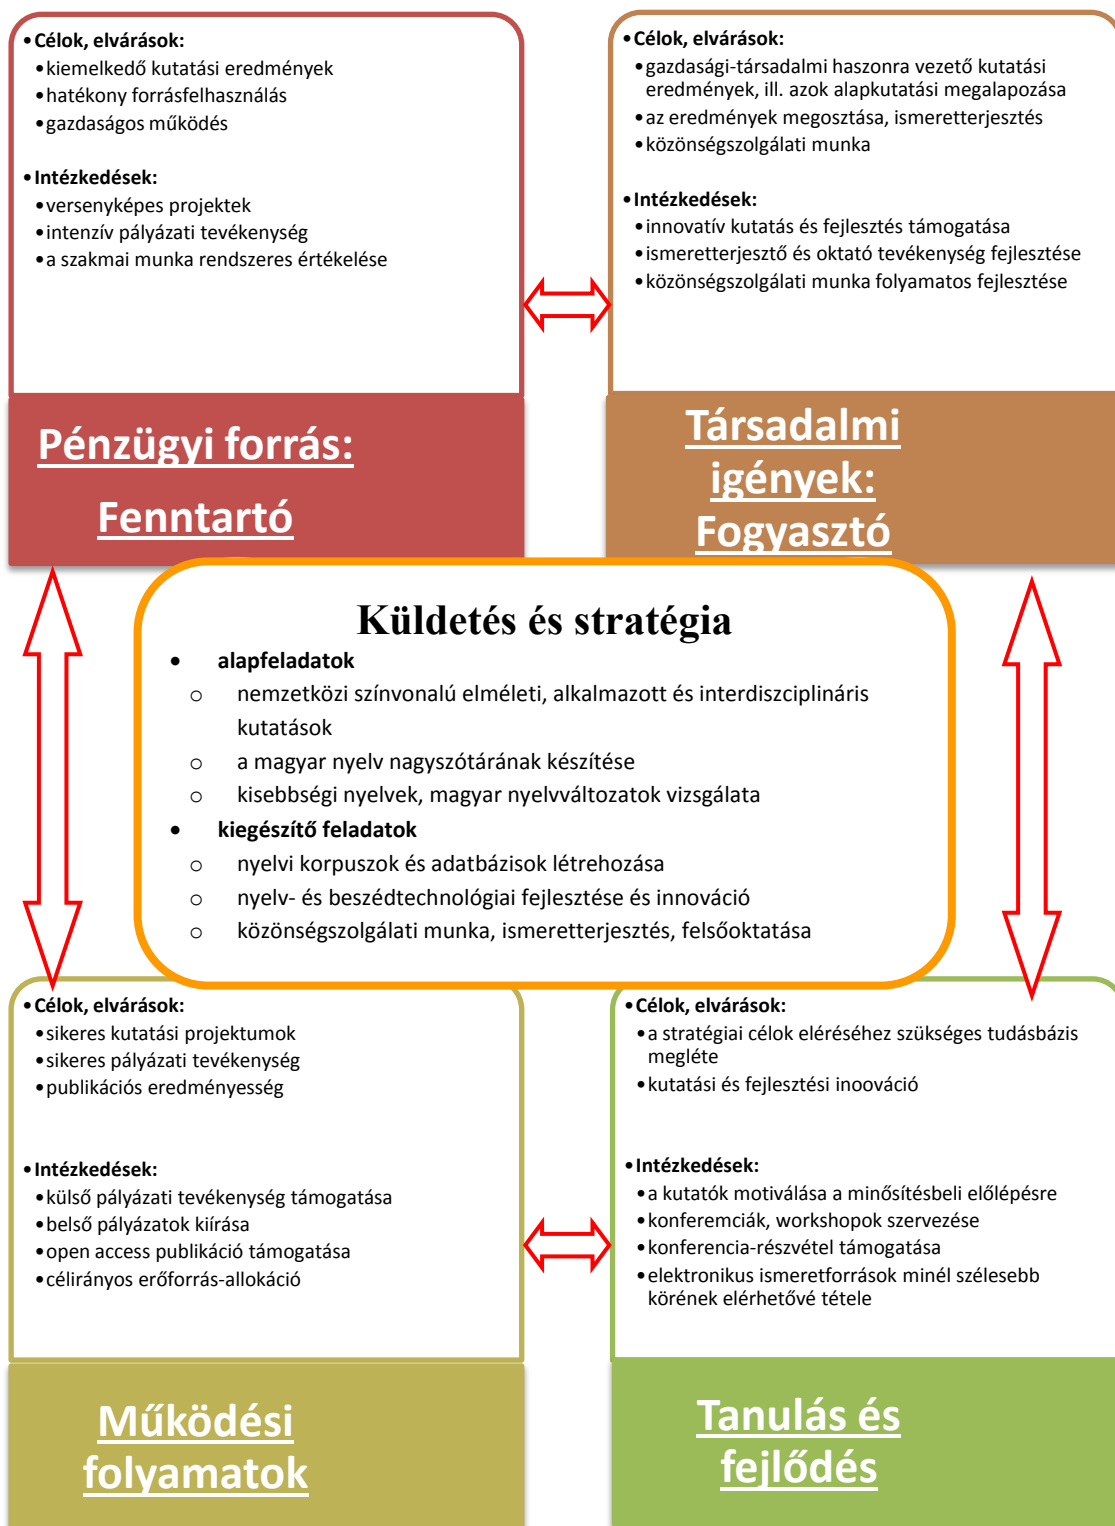 •Célok, elvárások:
•kiemelkedő kutatási eredmények
•hatékony forrásfelhasználás
•gazdaságos működés
•Intézkedések:
•versenyképes projektek
•intenzív pályázati tevékenység
•a szakmai munka rendszeres értékelése
Pénzügyi forrás:
Fenntartó
•Célok, elvárások:
•gazdasági-társadalmi haszonra vezető kutatási
eredmények, ill. azok alapkutatási megalapozása
•az eredmények megosztása, ismeretterjesztés
•közönségszolgálati munka
•Intézkedések:
•innovatív kutatás és fejlesztés támogatása
•ismeretterjesztő és oktató tevékenység fejlesztése
•közönségszolgálati munka folyamatos fejlesztése
Társadalmi
igények:
Fogyasztó
Küldetés és stratégia
• alapfeladatok
o nemzetközi színvonalú elméleti, alkalmazott és interdiszciplináris
kutatások
o a magyar nyelv nagyszótárának készítése
o kisebbségi nyelvek, magyar nyelvváltozatok vizsgálata
• kiegészítő feladatok
o nyelvi korpuszok és adatbázisok létrehozása
o nyelv- és beszédtechnológiai fejlesztése és innováció
o közönségszolgálati munka, ismeretterjesztés, felsőoktatása
•Célok, elvárások:
•sikeres kutatási projektumok
•sikeres pályázati tevékenység
•publikációs eredményesség
•Intézkedések:
•külső pályázati tevékenység támogatása
•belső pályázatok kiírása
•open access publikáció támogatása
•célirányos erőforrás-allokáció
Működési
folyamatok
•Célok, elvárások:
•a stratégiai célok eléréséhez szükséges tudásbázis
megléte
•kutatási és fejlesztési inoováció
•Intézkedések:
•a kutatók motiválása a minősítésbeli előlépésre
•konferemciák, workshopok szervezése
•konferencia-részvétel támogatása
•elektronikus ismeretforrások minél szélesebb
körének elérhetővé tétele
Tanulás és
fejlődés